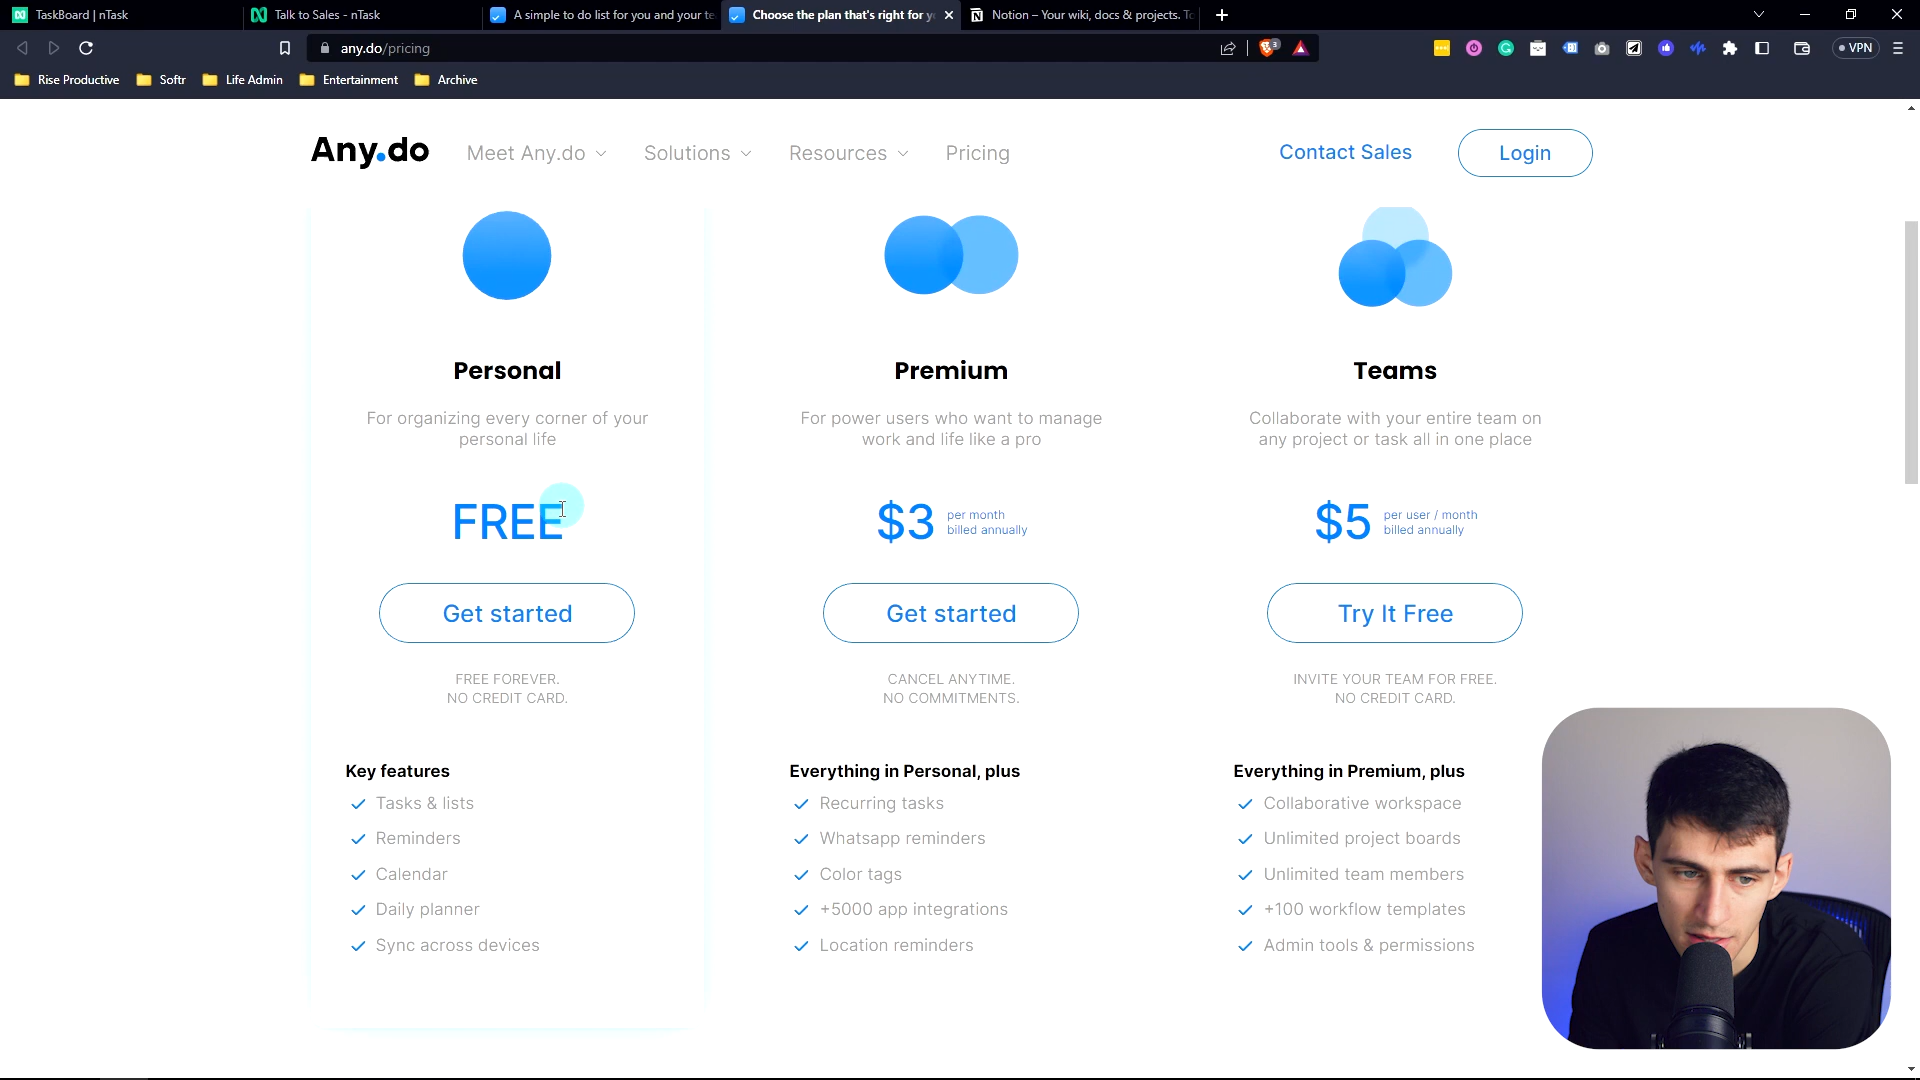 TaskBoard | nTask
Talk to Sales - nTask
A simple to do list for you and your te
Choose the plan that's right for y
Notion – Your wiki, docs & projects. To
any.do/pricing
3
VPN
Rise Productive
Softr
Life Admin
Entertainment
Archive
Any.do
Meet Any.do
Solutions
Resources
Pricing
Contact Sales
Login
Personal
For organizing every corner of your
personal life
FREE
Get started
FREE FOREVER.
NO CREDIT CARD.
Key features
Tasks & lists
Reminders
Calendar
Daily planner
Sync across devices
Premium
For power users who want to manage
work and life like a pro
$3 per month
billed annually
Get started
CANCEL ANYTIME.
NO COMMITMENTS.
Everything in Personal, plus
Recurring tasks
Whatsapp reminders
Color tags
+5000 app integrations
Location reminders
Teams
Collaborate with your entire team on
any project or task all in one place
$5 per user / month
billed annually
Try It Free
INVITE YOUR TEAM FOR FREE.
NO CREDIT CARD.
Everything in Premium, plus
Collaborative workspace
Unlimited project boards
Unlimited team members
+100 workflow templates
Admin tools & permissions